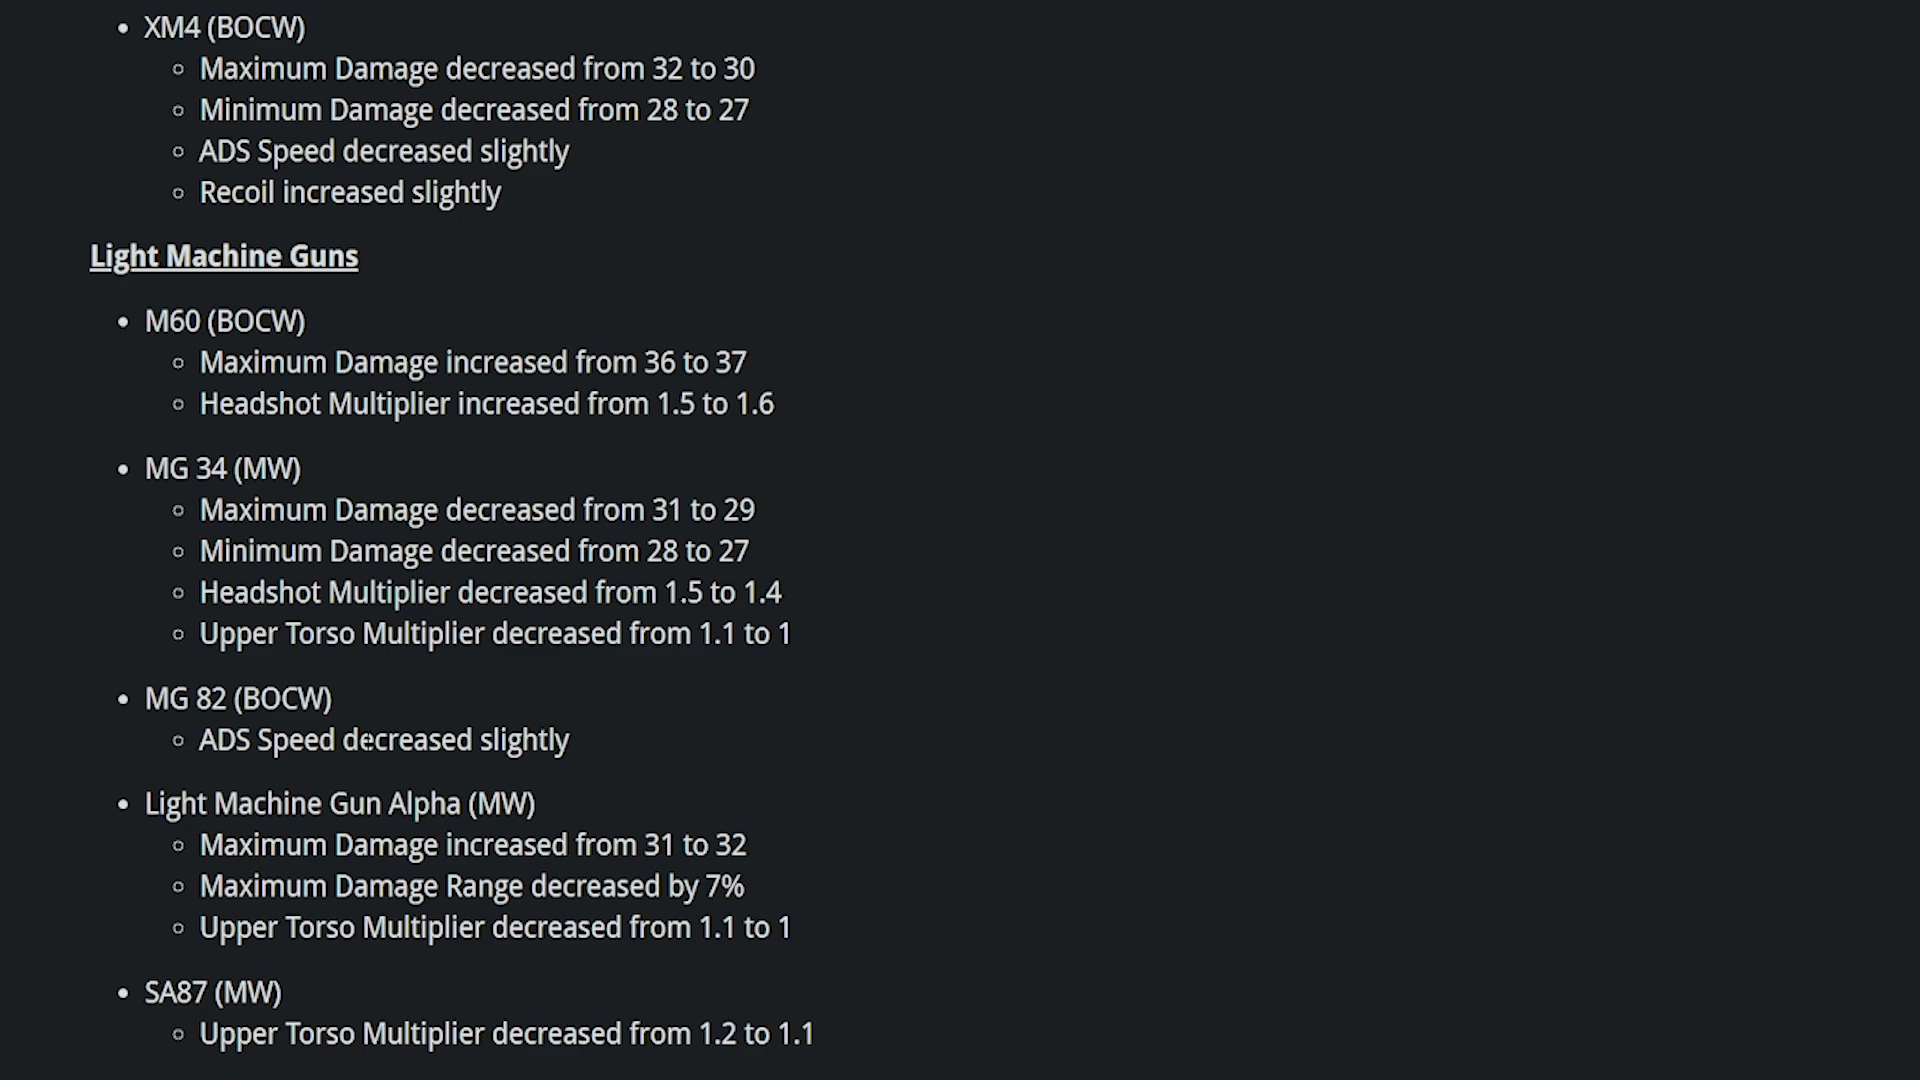 • XM4 (BOCW)
◦ Maximum Damage decreased from 32 to 30
◦ Minimum Damage decreased from 28 to 27
◦ ADS Speed decreased slightly
◦ Recoil increased slightly
Light Machine Guns
• M60 (BOCW)
◦ Maximum Damage increased from 36 to 37
◦ Headshot Multiplier increased from 1.5 to 1.6
• MG 34 (MW)
◦ Maximum Damage decreased from 31 to 29
◦ Minimum Damage decreased from 28 to 27
◦ Headshot Multiplier decreased from 1.5 to 1.4
◦ Upper Torso Multiplier decreased from 1.1 to 1
• MG 82 (BOCW)
◦ ADS Speed decreased slightly
• Light Machine Gun Alpha (MW)
◦ Maximum Damage increased from 31 to 32
◦ Maximum Damage Range decreased by 7%
◦ Upper Torso Multiplier decreased from 1.1 to 1
• SA87 (MW)
◦ Upper Torso Multiplier decreased from 1.2 to 1.1